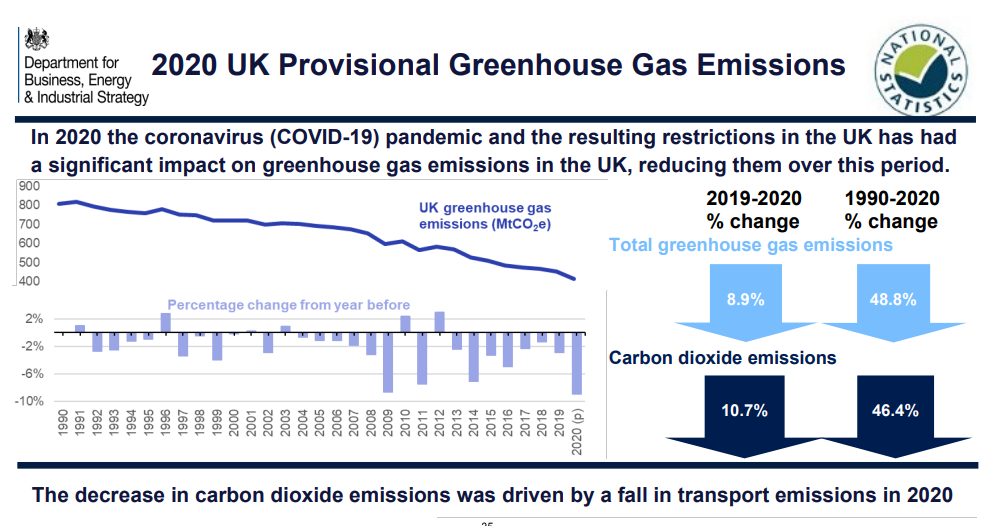 Department for
Business, Energy
& Industrial Strategy
2020 UK Provisional Greenhouse Gas Emissions
NATIONAL STATISTICS
In 2020 the coronavirus (COVID-19) pandemic and the resulting restrictions in the UK has had
a significant impact on greenhouse gas emissions in the UK, reducing them over this period.
900
800
700
600
500
400
UK greenhouse gas
emissions (MtCO₂e)
Percentage change from year before
2%
-2%
-6%
-10%
1990 1991 1992 1993 1994 1995 1996 1997 1998 1999 2000 2001 2002 2003 2004 2005 2006 2007 2008 2009 2010 2011 2012 2013 2014 2015 2016 2017 2018 2019 2020 (p)
2019-2020
% change
1990-2020
% change
Total greenhouse gas emissions
8.9%
48.8%
Carbon dioxide emissions
10.7%
46.4%
The decrease in carbon dioxide emissions was driven by a fall in transport emissions in 2020